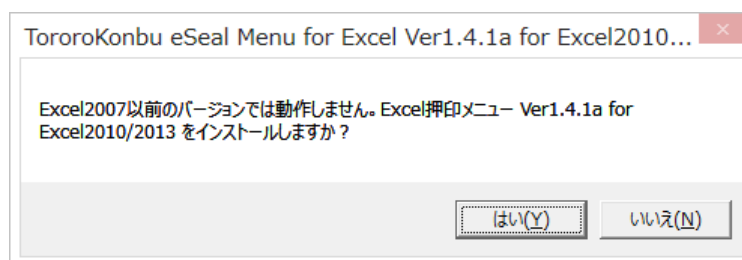 TororoKonbu eSeal Menu for Excel Ver1.4.1a for Excel2010...
Excel2007以前のバージョンでは動作しません。Excel押印メニュー Ver1.4.1a for
Excel2010/2013 をインストールしますか？
はい(Y)
いいえ(N)